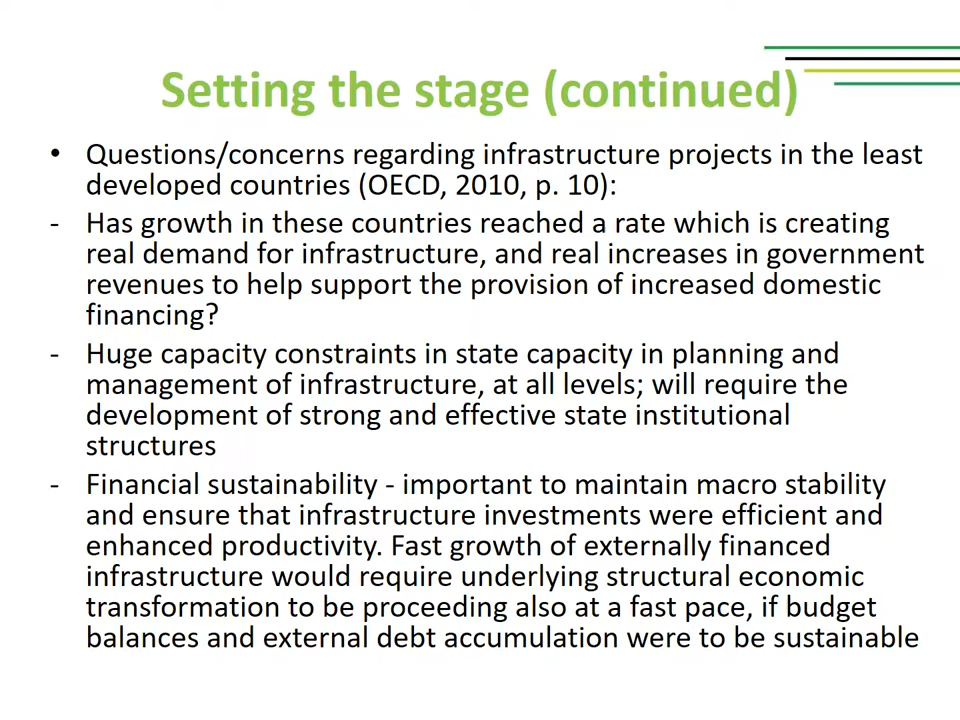 Setting the stage (continued)
• Questions/concerns regarding infrastructure projects in the least
developed countries (OECD, 2010, p. 10):
- Has growth in these countries reached a rate which is creating
real demand for infrastructure, and real increases in government
revenues to help support the provision of increased domestic
financing?
- Huge capacity constraints in state capacity in planning and
management of infrastructure, at all levels; will require the
development of strong and effective state institutional
structures
- Financial sustainability - important to maintain macro stability
and ensure that infrastructure investments were efficient and
enhanced productivity. Fast growth of externally financed
infrastructure would require underlying structural economic
transformation to be proceeding also at a fast pace, if budget
balances and external debt accumulation were to be sustainable